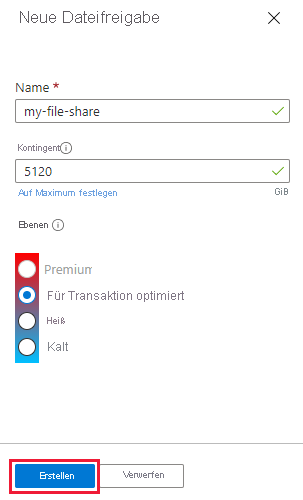 Neue Dateifreigabe
Name *
my-file-share
Kontingent
5120
Auf Maximum festlegen GiB
Ebenen
Premium
Für Transaktion optimiert
Heiß
Kalt
Erstellen Verwerfen